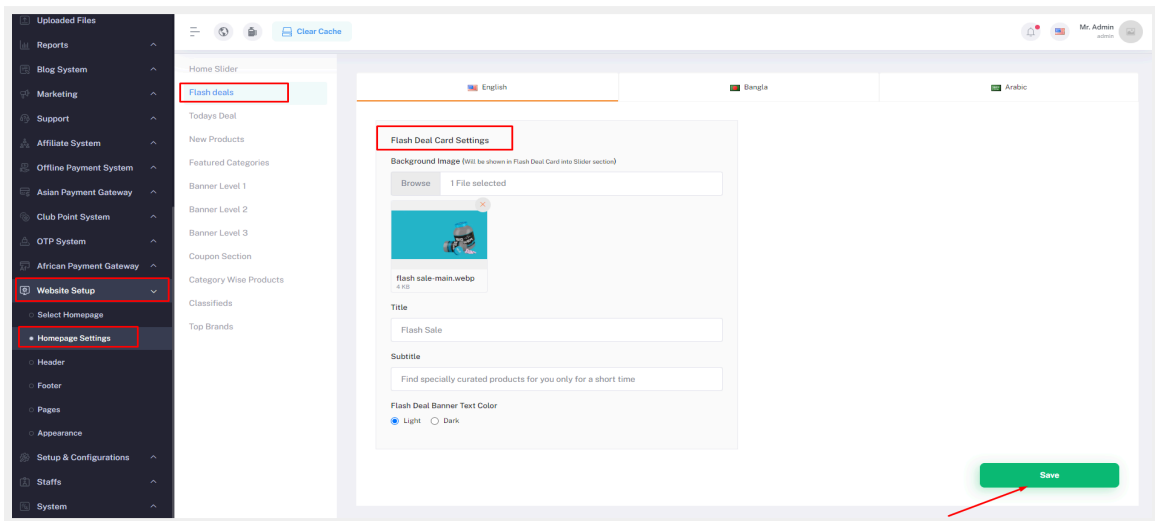 Uploaded Files
Reports
Blog System
Marketing
Support
Affiliate System
Offline Payment System
Asian Payment Gateway
Club Point System
OTP System
African Payment Gateway
Website Setup
Select Homepage
Homepage Settings
Header
Footer
Pages
Appearance
Setup & Configurations
Staffs
System
Clear Cache
Mr. Admin
admin
Home Slider
Flash deals
Todays Deal
New Products
Featured Categories
Banner Level 1
Banner Level 2
Banner Level 3
Coupon Section
Category Wise Products
Classifieds
Top Brands
English
Bangla
Arabic
Flash Deal Card Settings
Background Image (Will be shown in Flash Deal Card into Slider section)
Browse 1 File selected
flash sale-main.webp
4 KB
Title
Flash Sale
Subtitle
Find specially curated products for you only for a short time
Flash Deal Banner Text Color
Light Dark
Save